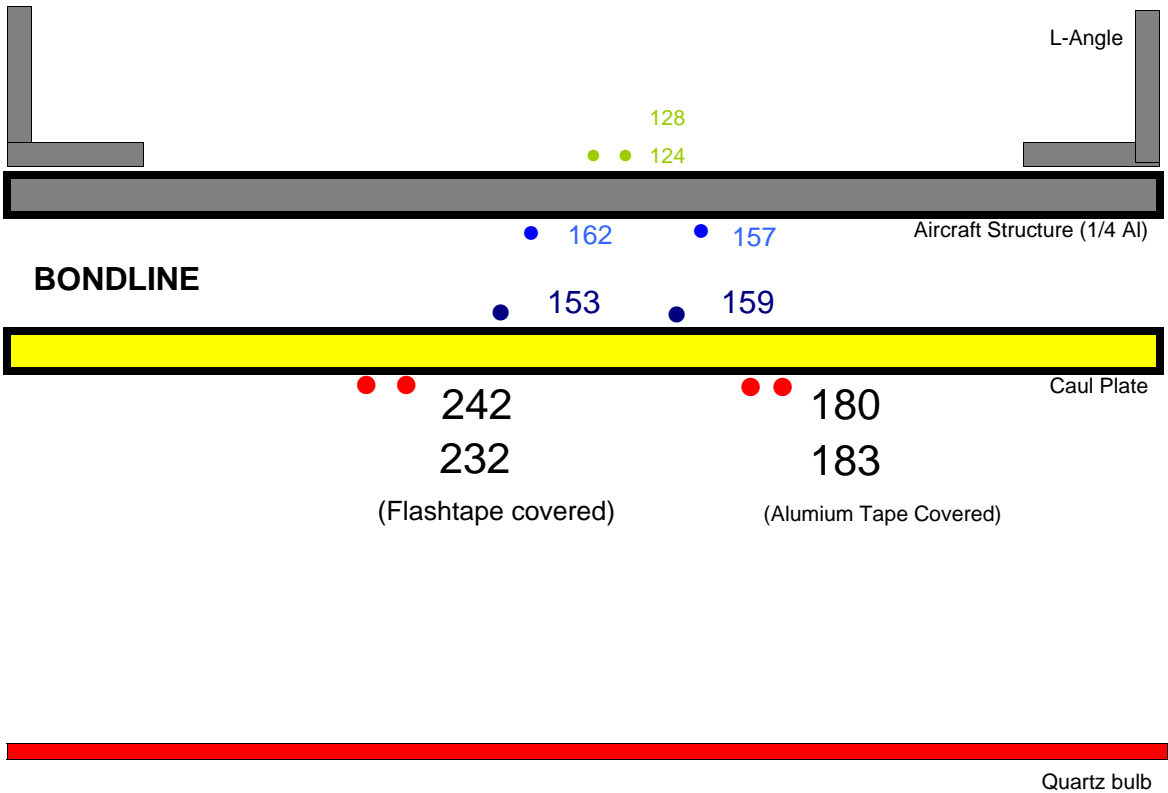 L-Angle
128
124
Aircraft Structure (1/4 Al)
162
157
BONDLINE
153
159
Caul Plate
242
180
232
183
(Flashtape covered)
(Alumium Tape Covered)
Quartz bulb